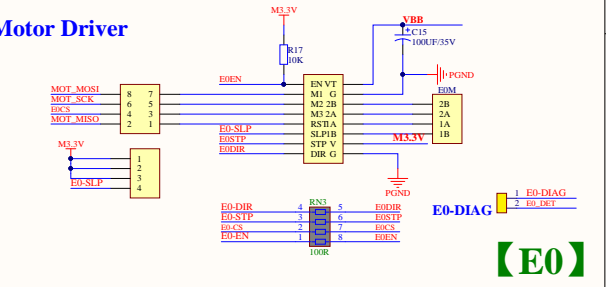 Motor Driver
M3.3V
VBB
R17
10K
+
C15
100UF/35V
PGND
E0EN
EN VT
M1 G
M2 2B
M3 2A
RST1A
SLP1B
STP V
DIR G
MOT_MOSI
MOT_SCK
E0CS
MOT_MISO
8 7
6 5
4 3
2 1
E0M
2B
2A
1A
1B
E0-SLP
E0STP
E0DIR
M3.3V
M3.3V
1
2
3
4
E0-SLP
PGND
RN3
E0-DIR 4 5 E0DIR
E0-STP 3 6 E0STP
E0-CS 2 7 E0CS
E0-EN 1 8 E0EN
100R
E0-DIAG
1 E0-DIAG
2 E0_DET
【E0】